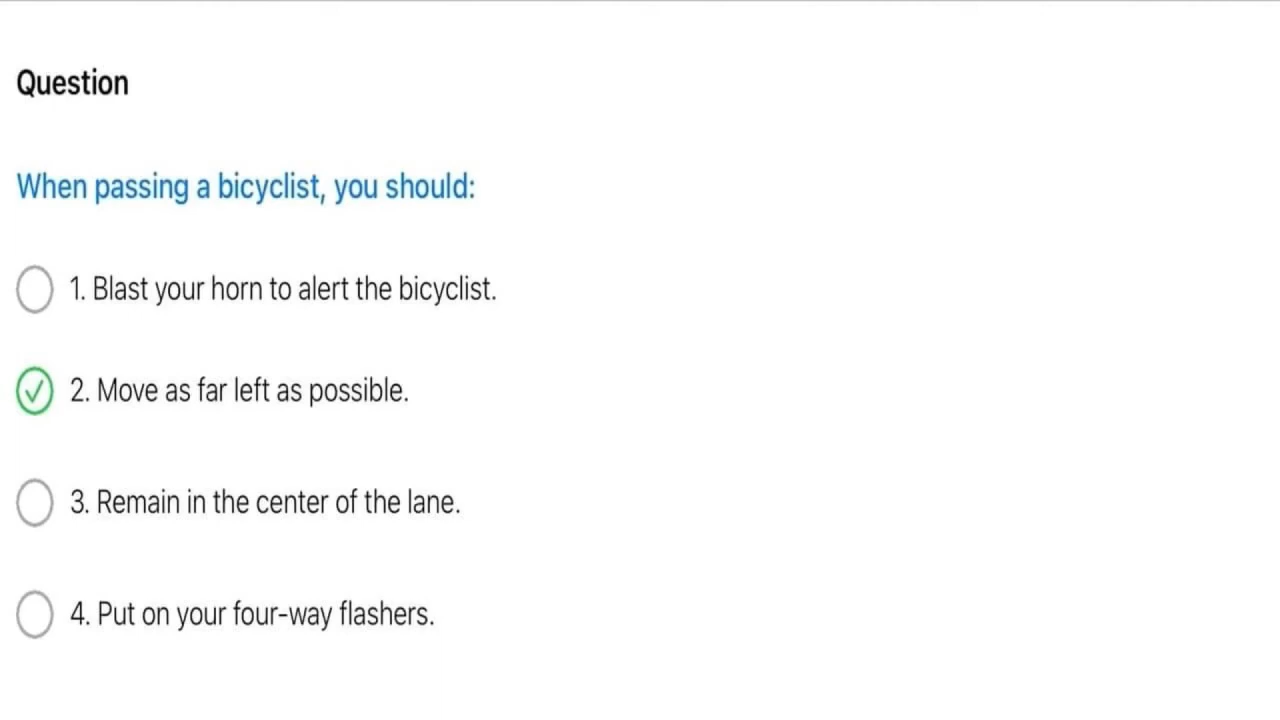 Question
When passing a bicyclist, you should:
1. Blast your horn to alert the bicyclist.
2. Move as far left as possible.
3. Remain in the center of the lane.
4. Put on your four-way flashers.